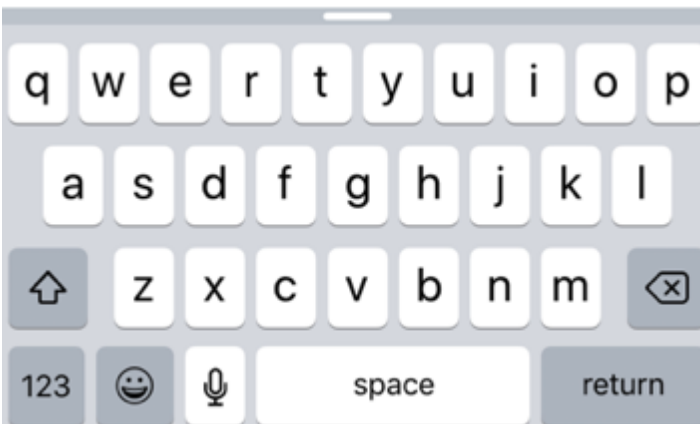 q w e r t y u i o p
a s d f g h j k l
z x c v b n m
123 space return